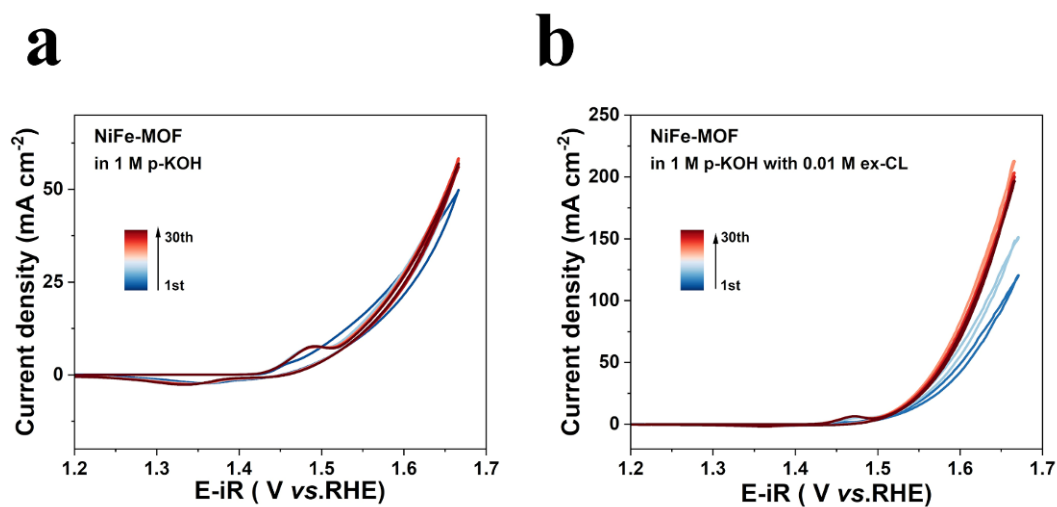 a
NiFe-MOF
in 1 M p-KOH
30th
1st
50
25
0
1.2 1.3 1.4 1.5 1.6 1.7
Current density (mA cm-2)
E-iR ( V vs.RHE)
b
NiFe-MOF
in 1 M p-KOH with 0.01 M ex-CL
30th
1st
250
200
150
100
50
0
1.2 1.3 1.4 1.5 1.6 1.7
Current density (mA cm-2)
E-iR ( V vs.RHE)